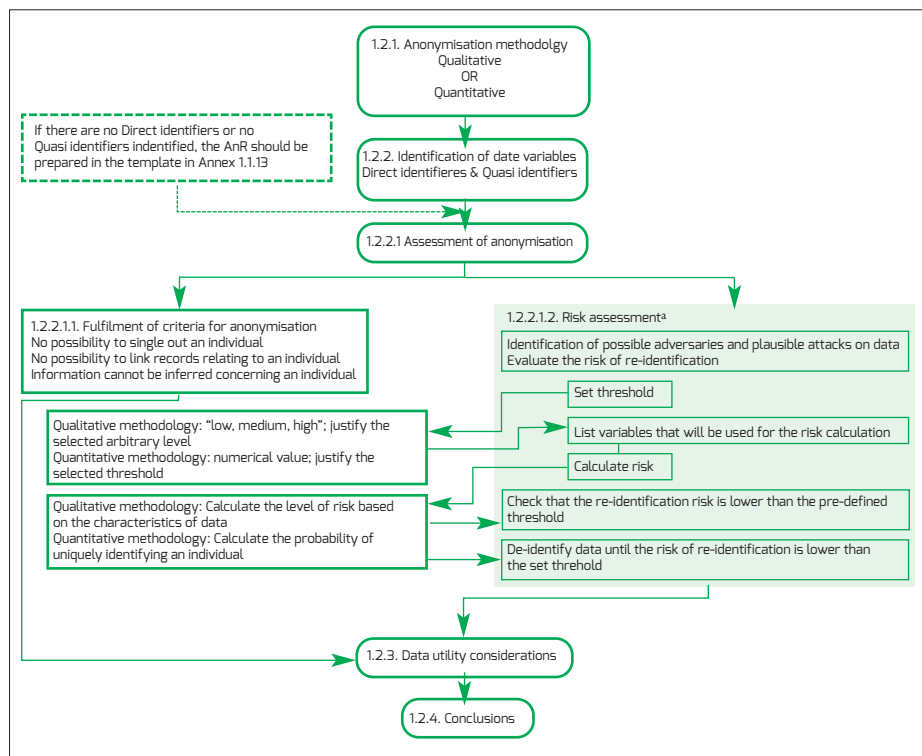 1.2.1. Anonymisation methodolgy
Qualitative
OR
Quantitative
If there are no Direct identifiers or no
Quasi identifiers indentified, the AnR should be
prepared in the template in Annex 1.1.13
1.2.2. Identification of date variables
Direct identifieres & Quasi identifiers
1.2.2.1 Assessment of anonymisation
1.2.2.1.1. Fulfilment of criteria for anonymisation
No possibility to single out an individual
No possibility to link records relating to an individual
Information cannot be inferred concerning an individual
1.2.2.1.2. Risk assessmentᵃ
Identification of possible adversaries and plausible attacks on data
Evaluate the risk of re-identification
Set threshold
Qualitative methodology: “low, medium, high”; justify the
selected arbitrary level
Quantitative methodology: numerical value; justify the
selected threshold
List variables that will be used for the risk calculation
Calculate risk
Qualitative methodology: Calculate the level of risk based
on the characteristics of data
Quantitative methodology: Calculate the probability of
uniquely identifying an individual
Check that the re-identification risk is lower than the pre-defined
threshold
De-identify data until the risk of re-identification is lower than
the set threhold
1.2.3. Data utility considerations
1.2.4. Conclusions